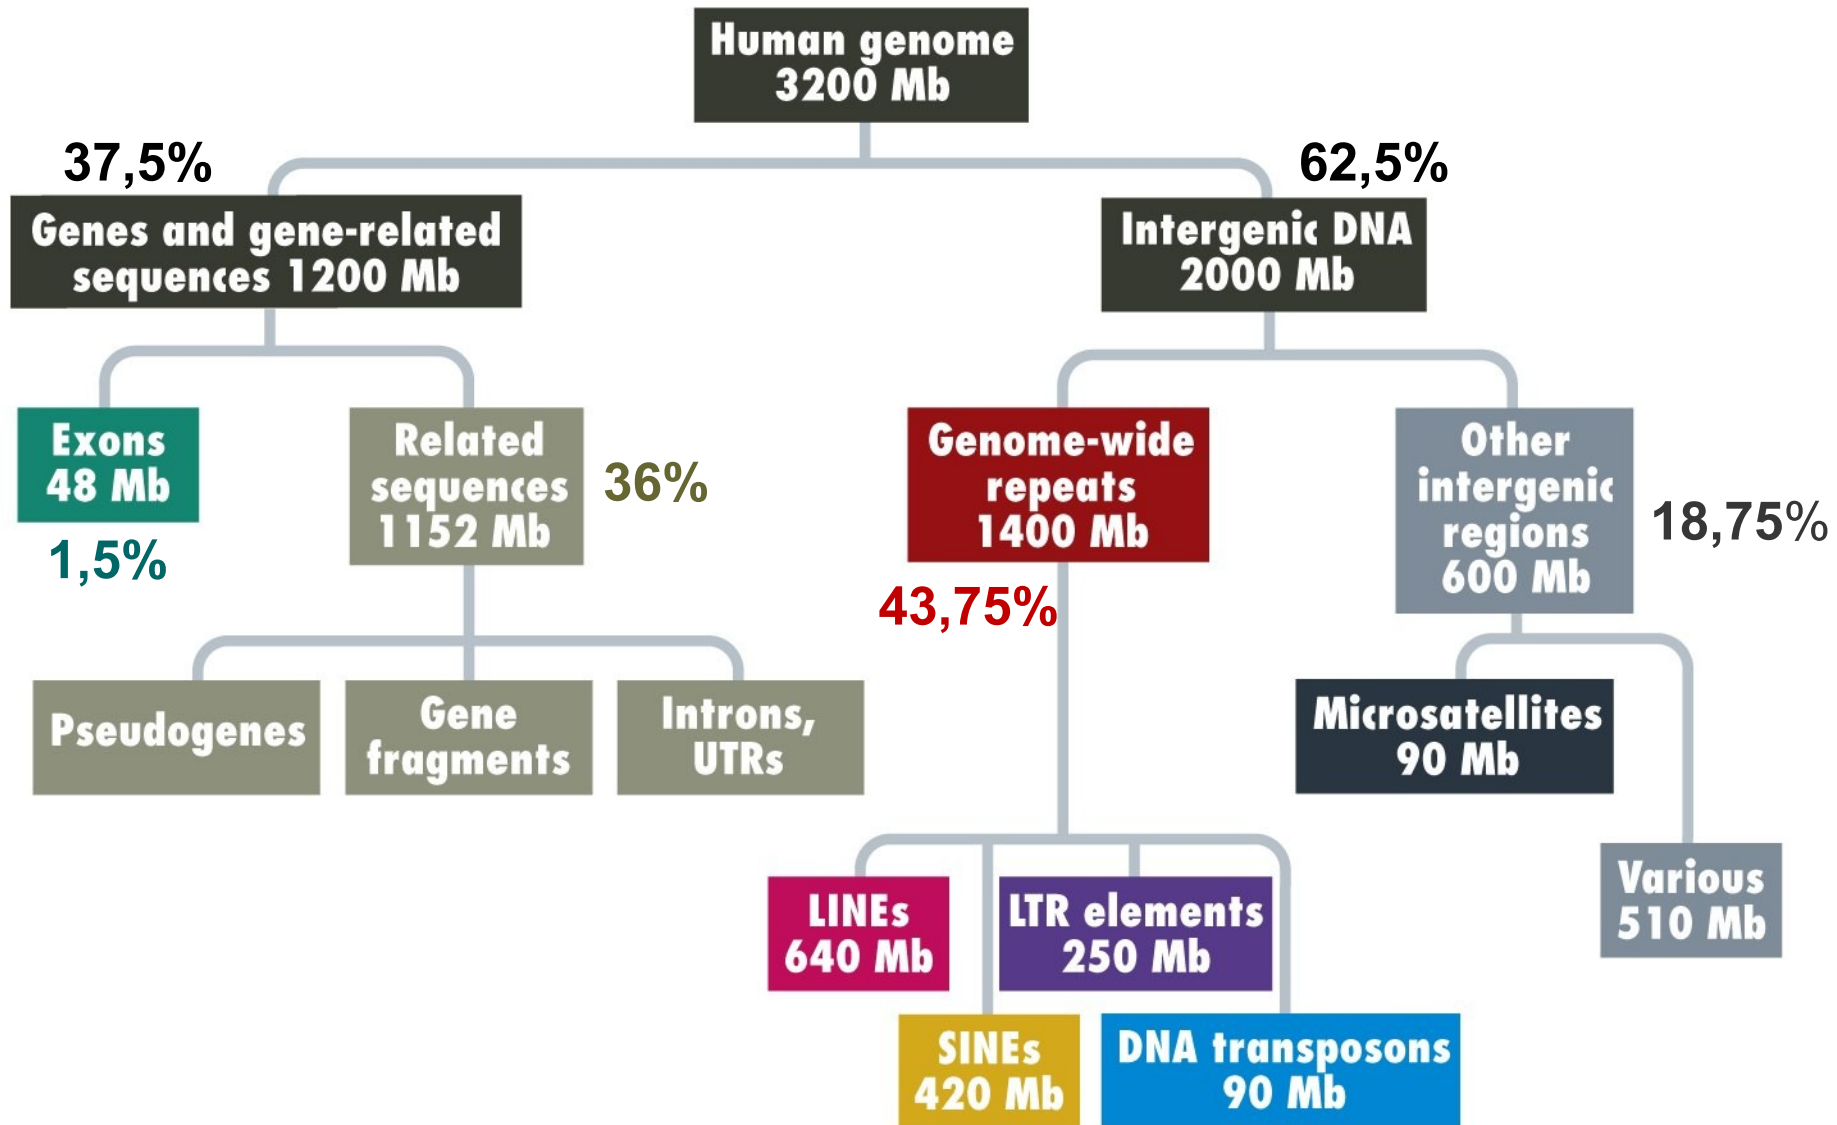 Human genome
3200 Mb
37,5%
62,5%
Genes and gene-related
sequences 1200 Mb
Intergenic DNA
2000 Mb
Exons
48 Mb
1,5%
Related
sequences
1152 Mb
36%
Genome-wide
repeats
1400 Mb
43,75%
Other
intergenic
regions
600 Mb
18,75%
Pseudogenes
Gene
fragments
Introns,
UTRs
Microsatellites
90 Mb
LINEs
640 Mb
LTR elements
250 Mb
Various
510 Mb
SINEs
420 Mb
DNA transposons
90 Mb